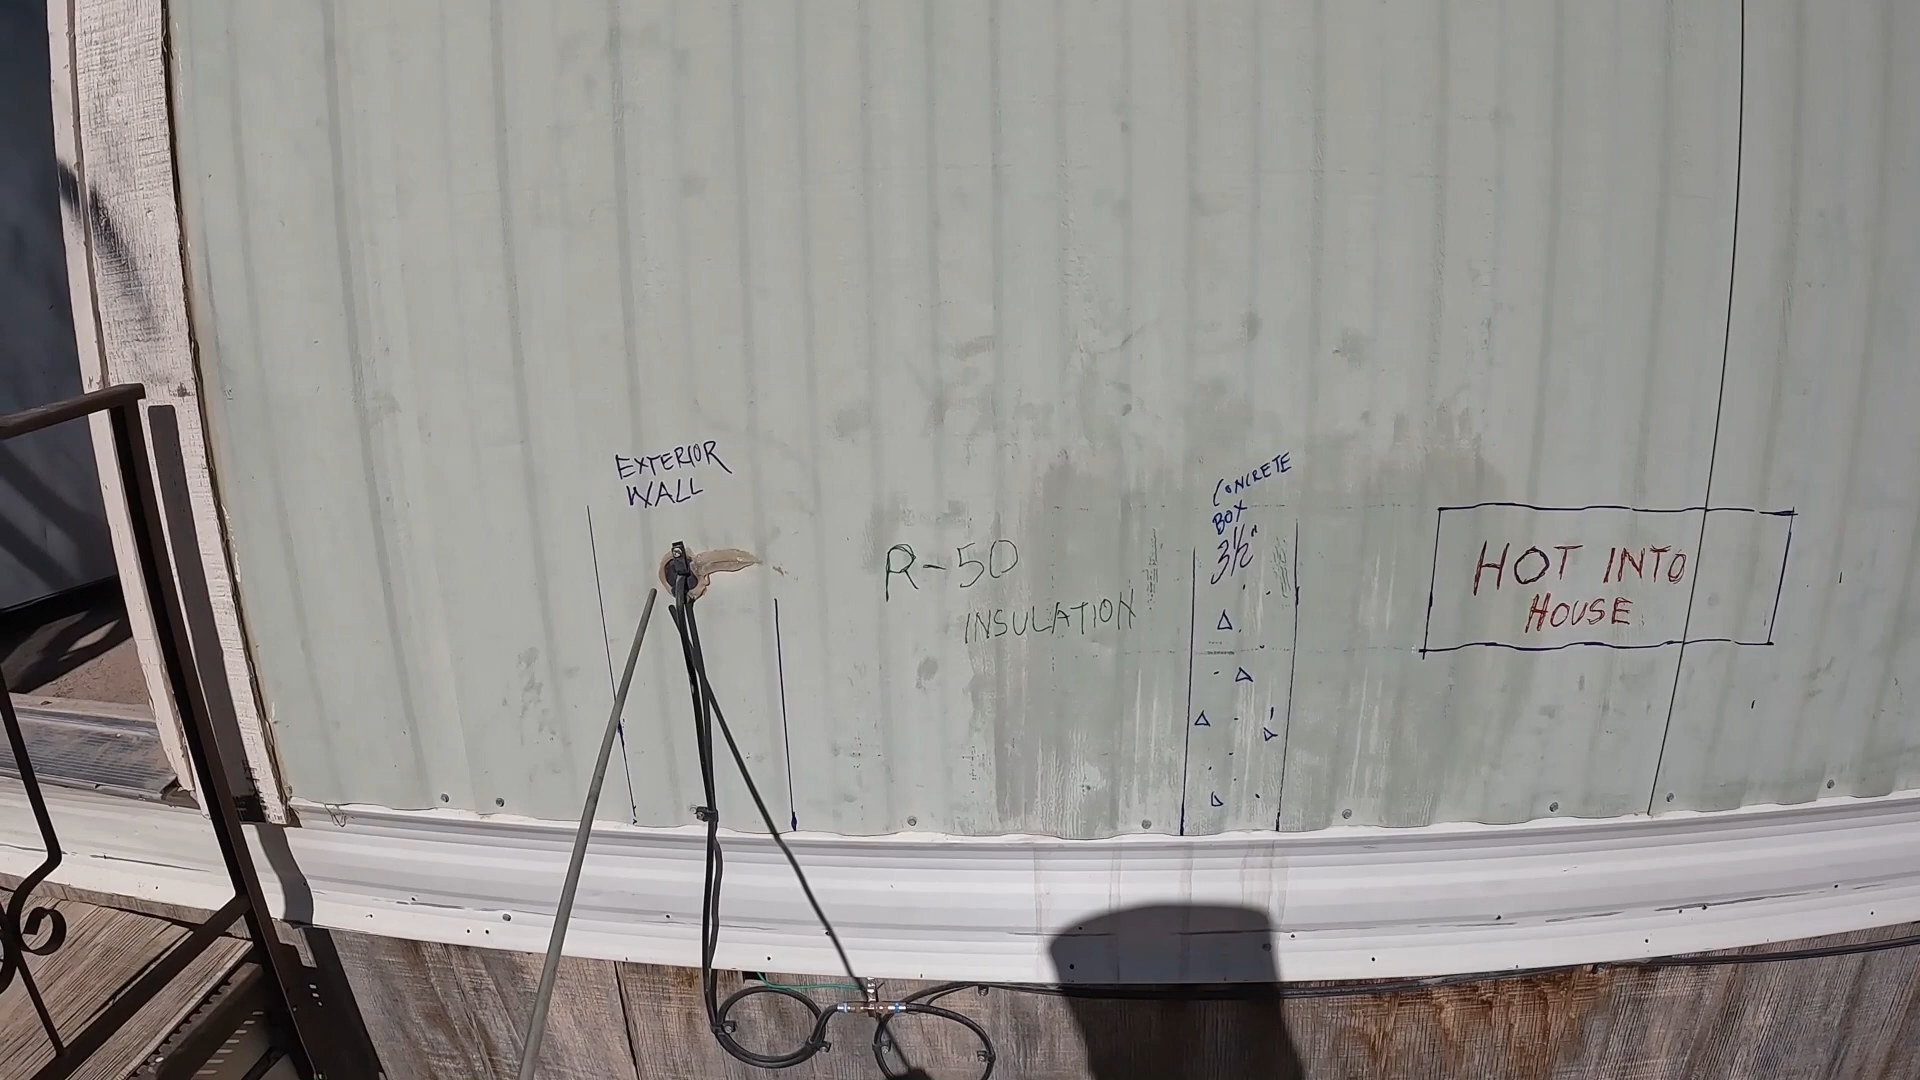 EXTERIOR
WALL
R-50
INSULATION
CONCRETE
BOX
3½"
HOT INTO
HOUSE